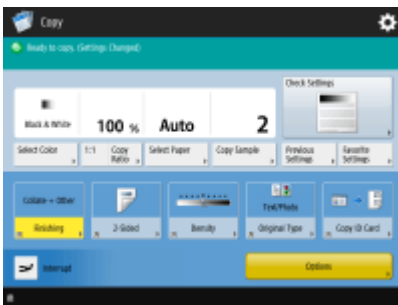 Copy
Ready to copy. (Settings Changed)
Check Settings
Black & White
100 %
Auto
2
Select Color
1:1
Copy Ratio
Select Paper
Copy Sample
Previous Settings
Favorite Settings
Collate + Other
Text/Photo
Finishing
2-Sided
Density
Original Type
Copy ID Card
Interrupt
Options